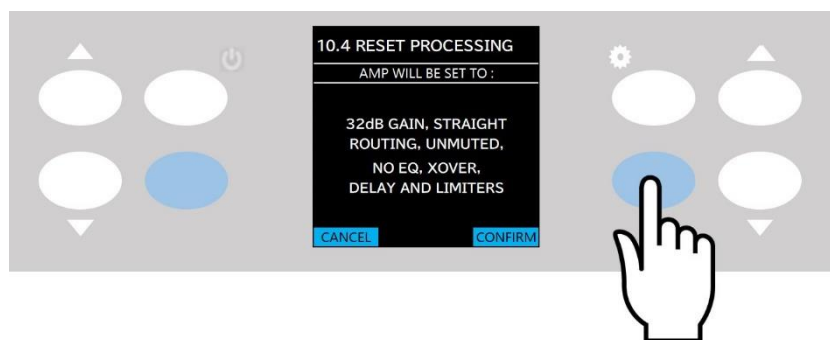 10.4 RESET PROCESSING
AMP WILL BE SET TO :
32dB GAIN, STRAIGHT
ROUTING, UNMUTED,
NO EQ, XOVER,
DELAY AND LIMITERS
CANCEL CONFIRM